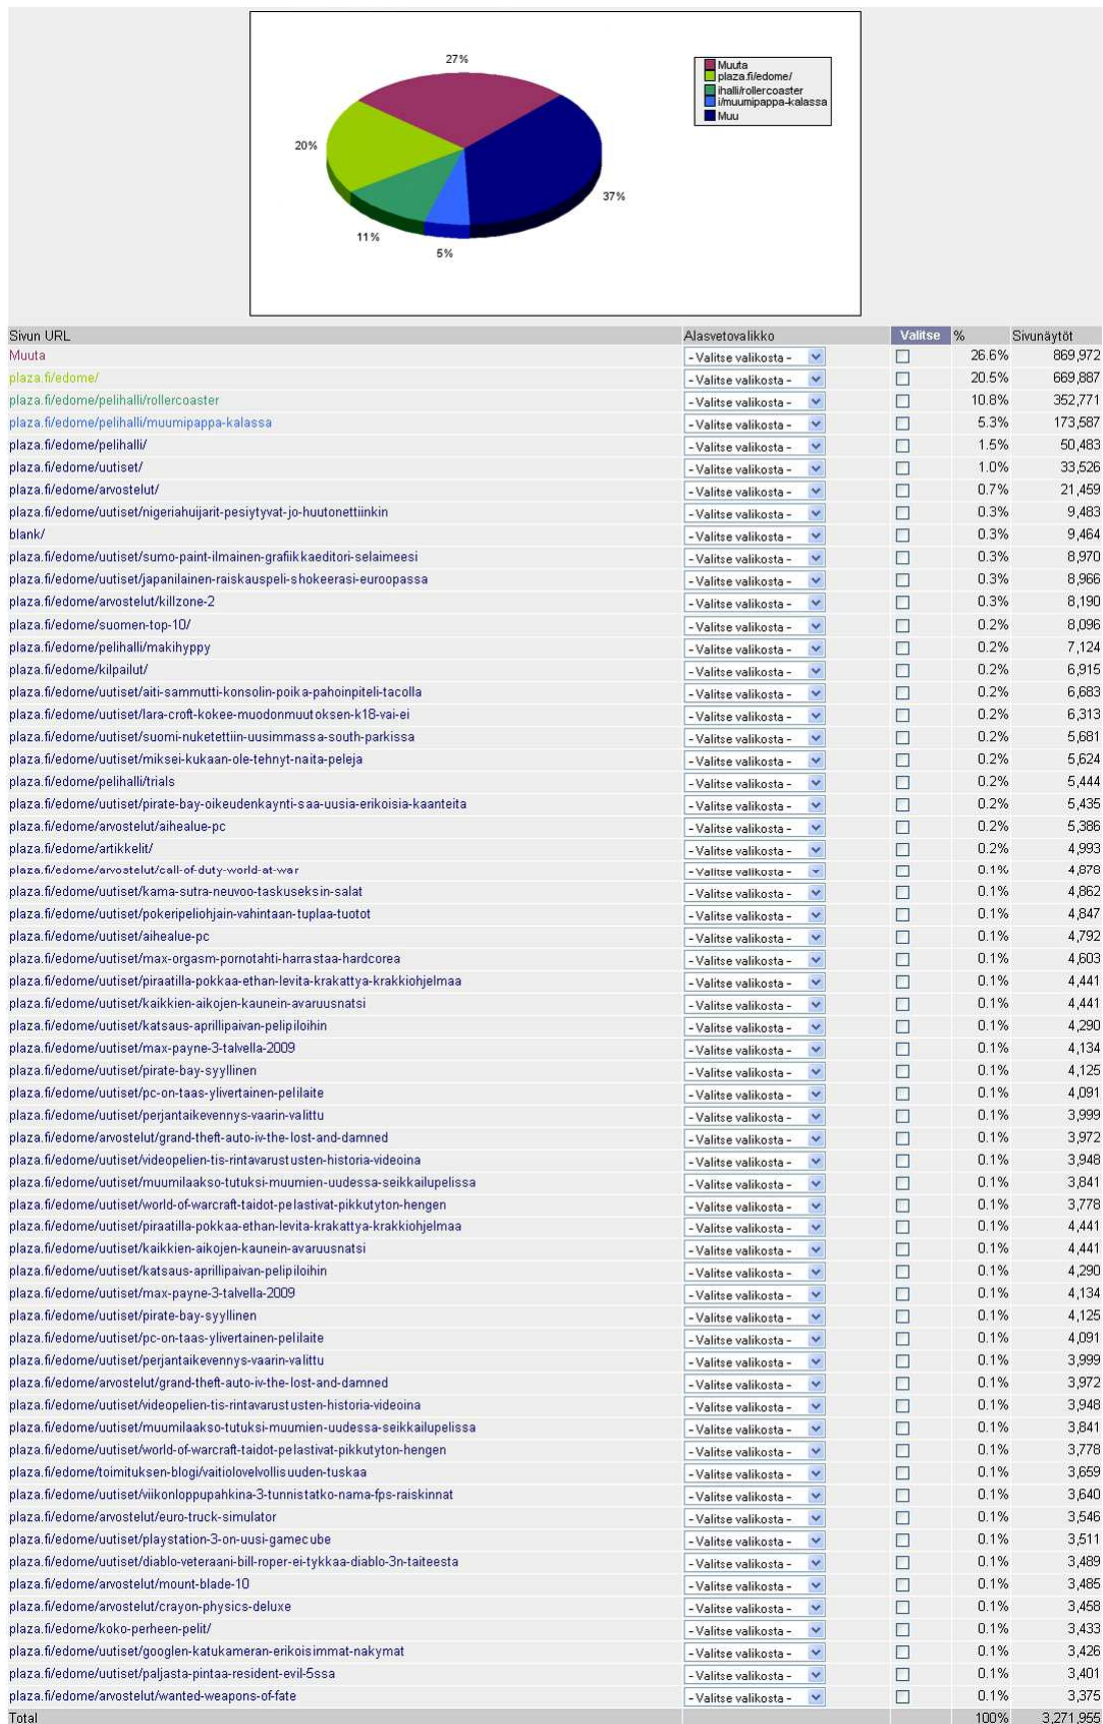 27%
20%
11%
5%
37%
Muuta
plaza.fi/edome/
ihalli/rollercoaster
i/muumipappa-kalassa
Muu
Sivun URL Alasvetovalikko Valitse % Sivunäytöt
Muuta - Valitse valikosta - 26.6% 869,972
plaza.fi/edome/ - Valitse valikosta - 20.5% 669,887
plaza.fi/edome/pelihalli/rollercoaster - Valitse valikosta - 10.8% 352,771
plaza.fi/edome/pelihalli/muumipappa-kalassa - Valitse valikosta - 5.3% 173,587
plaza.fi/edome/pelihalli/ - Valitse valikosta - 1.5% 50,483
plaza.fi/edome/uutiset/ - Valitse valikosta - 1.0% 33,526
plaza.fi/edome/arvostelut/ - Valitse valikosta - 0.7% 21,459
plaza.fi/edome/uutiset/nigeriahuijarit-pesiytyvat-jo-huutonettiinkin - Valitse valikosta - 0.3% 9,483
blank/ - Valitse valikosta - 0.3% 9,464
plaza.fi/edome/uutiset/sumo-paint-ilmainen-grafiikkaeditori-selaimeesi - Valitse valikosta - 0.3% 8,970
plaza.fi/edome/uutiset/japanilainen-raiskauspeli-shokeerasi-euroopassa - Valitse valikosta - 0.3% 8,966
plaza.fi/edome/arvostelut/killzone-2 - Valitse valikosta - 0.3% 8,190
plaza.fi/edome/suomen-top-10/ - Valitse valikosta - 0.2% 8,096
plaza.fi/edome/pelihalli/makihyppy - Valitse valikosta - 0.2% 7,124
plaza.fi/edome/kilpailut/ - Valitse valikosta - 0.2% 6,915
plaza.fi/edome/uutiset/aiti-sammutti-konsolin-poika-pahoinpiteli-tacolla - Valitse valikosta - 0.2% 6,683
plaza.fi/edome/uutiset/lara-croft-kokee-muodonmuutoksen-k18-vai-ei - Valitse valikosta - 0.2% 6,313
plaza.fi/edome/uutiset/suomi-nuketettiin-uusimmassa-south-parkissa - Valitse valikosta - 0.2% 5,681
plaza.fi/edome/uutiset/miksei-kukaan-ole-tehnyt-naita-peleja - Valitse valikosta - 0.2% 5,624
plaza.fi/edome/pelihalli/trials - Valitse valikosta - 0.2% 5,444
plaza.fi/edome/uutiset/pirate-bay-oikeudenkaynti-saa-uusia-erikoisia-kaanteita - Valitse valikosta - 0.2% 5,435
plaza.fi/edome/arvostelut/aihealue-pc - Valitse valikosta - 0.2% 5,386
plaza.fi/edome/artikkelit/ - Valitse valikosta - 0.2% 4,993
plaza.fi/edome/arvostelut/call-of-duty-world-at-war - Valitse valikosta - 0.1% 4,878
plaza.fi/edome/uutiset/kama-sutra-neuvoo-taskuseksin-salat - Valitse valikosta - 0.1% 4,862
plaza.fi/edome/uutiset/pokeripeliohjain-vahintaan-tuplaa-tuotot - Valitse valikosta - 0.1% 4,847
plaza.fi/edome/uutiset/aihealue-pc - Valitse valikosta - 0.1% 4,792
plaza.fi/edome/uutiset/max-orgasm-pornotahti-harrastaa-hardcorea - Valitse valikosta - 0.1% 4,603
plaza.fi/edome/uutiset/piraatilla-pokkaa-ethan-levita-krakattya-krakkiohjelmaa - Valitse valikosta - 0.1% 4,441
plaza.fi/edome/uutiset/kaikkien-aikojen-kaunein-avaruusnatsi - Valitse valikosta - 0.1% 4,441
plaza.fi/edome/uutiset/katsaus-aprillipaivan-pelipiloihin - Valitse valikosta - 0.1% 4,290
plaza.fi/edome/uutiset/max-payne-3-talvella-2009 - Valitse valikosta - 0.1% 4,134
plaza.fi/edome/uutiset/pirate-bay-syyllinen - Valitse valikosta - 0.1% 4,125
plaza.fi/edome/uutiset/pc-on-taas-ylivertainen-pelilaite - Valitse valikosta - 0.1% 4,091
plaza.fi/edome/uutiset/perjantaikevennys-vaarin-valittu - Valitse valikosta - 0.1% 3,999
plaza.fi/edome/arvostelut/grand-theft-auto-iv-the-lost-and-damned - Valitse valikosta - 0.1% 3,972
plaza.fi/edome/uutiset/videopelien-tis-rintavarustusten-historia-videoina - Valitse valikosta - 0.1% 3,948
plaza.fi/edome/uutiset/muumilaakso-tutuksi-muumien-uudessa-seikkailupelissa - Valitse valikosta - 0.1% 3,841
plaza.fi/edome/uutiset/world-of-warcraft-taidot-pelastivat-pikkutyton-hengen - Valitse valikosta - 0.1% 3,778
plaza.fi/edome/uutiset/piraatilla-pokkaa-ethan-levita-krakattya-krakkiohjelmaa - Valitse valikosta - 0.1% 4,441
plaza.fi/edome/uutiset/kaikkien-aikojen-kaunein-avaruusnatsi - Valitse valikosta - 0.1% 4,441
plaza.fi/edome/uutiset/katsaus-aprillipaivan-pelipiloihin - Valitse valikosta - 0.1% 4,290
plaza.fi/edome/uutiset/max-payne-3-talvella-2009 - Valitse valikosta - 0.1% 4,134
plaza.fi/edome/uutiset/pirate-bay-syyllinen - Valitse valikosta - 0.1% 4,125
plaza.fi/edome/uutiset/pc-on-taas-ylivertainen-pelilaite - Valitse valikosta - 0.1% 4,091
plaza.fi/edome/uutiset/perjantaikevennys-vaarin-valittu - Valitse valikosta - 0.1% 3,999
plaza.fi/edome/arvostelut/grand-theft-auto-iv-the-lost-and-damned - Valitse valikosta - 0.1% 3,972
plaza.fi/edome/uutiset/videopelien-tis-rintavarustusten-historia-videoina - Valitse valikosta - 0.1% 3,948
plaza.fi/edome/uutiset/muumilaakso-tutuksi-muumien-uudessa-seikkailupelissa - Valitse valikosta - 0.1% 3,841
plaza.fi/edome/uutiset/world-of-warcraft-taidot-pelastivat-pikkutyton-hengen - Valitse valikosta - 0.1% 3,778
plaza.fi/edome/toimituksen-blogi/vaitiolovelvollisuuden-tuskaa - Valitse valikosta - 0.1% 3,659
plaza.fi/edome/uutiset/viikonloppupahkina-3-tunnistatko-nama-fps-raiskinnat - Valitse valikosta - 0.1% 3,640
plaza.fi/edome/arvostelut/euro-truck-simulator - Valitse valikosta - 0.1% 3,546
plaza.fi/edome/uutiset/playstation-3-on-uusi-gamecube - Valitse valikosta - 0.1% 3,511
plaza.fi/edome/uutiset/diablo-veteraani-bill-roper-ei-tykkaa-diablo-3n-taiteesta - Valitse valikosta - 0.1% 3,489
plaza.fi/edome/arvostelut/mount-blade-10 - Valitse valikosta - 0.1% 3,485
plaza.fi/edome/arvostelut/crayon-physics-deluxe - Valitse valikosta - 0.1% 3,458
plaza.fi/edome/koko-perheen-pelit/ - Valitse valikosta - 0.1% 3,433
plaza.fi/edome/uutiset/googlen-katukameran-erikoisimmat-nakymat - Valitse valikosta - 0.1% 3,426
plaza.fi/edome/uutiset/paljasta-pintaa-resident-evil-5ssa - Valitse valikosta - 0.1% 3,401
plaza.fi/edome/arvostelut/wanted-weapons-of-fate - Valitse valikosta - 0.1% 3,375
Total 100% 3,271,955